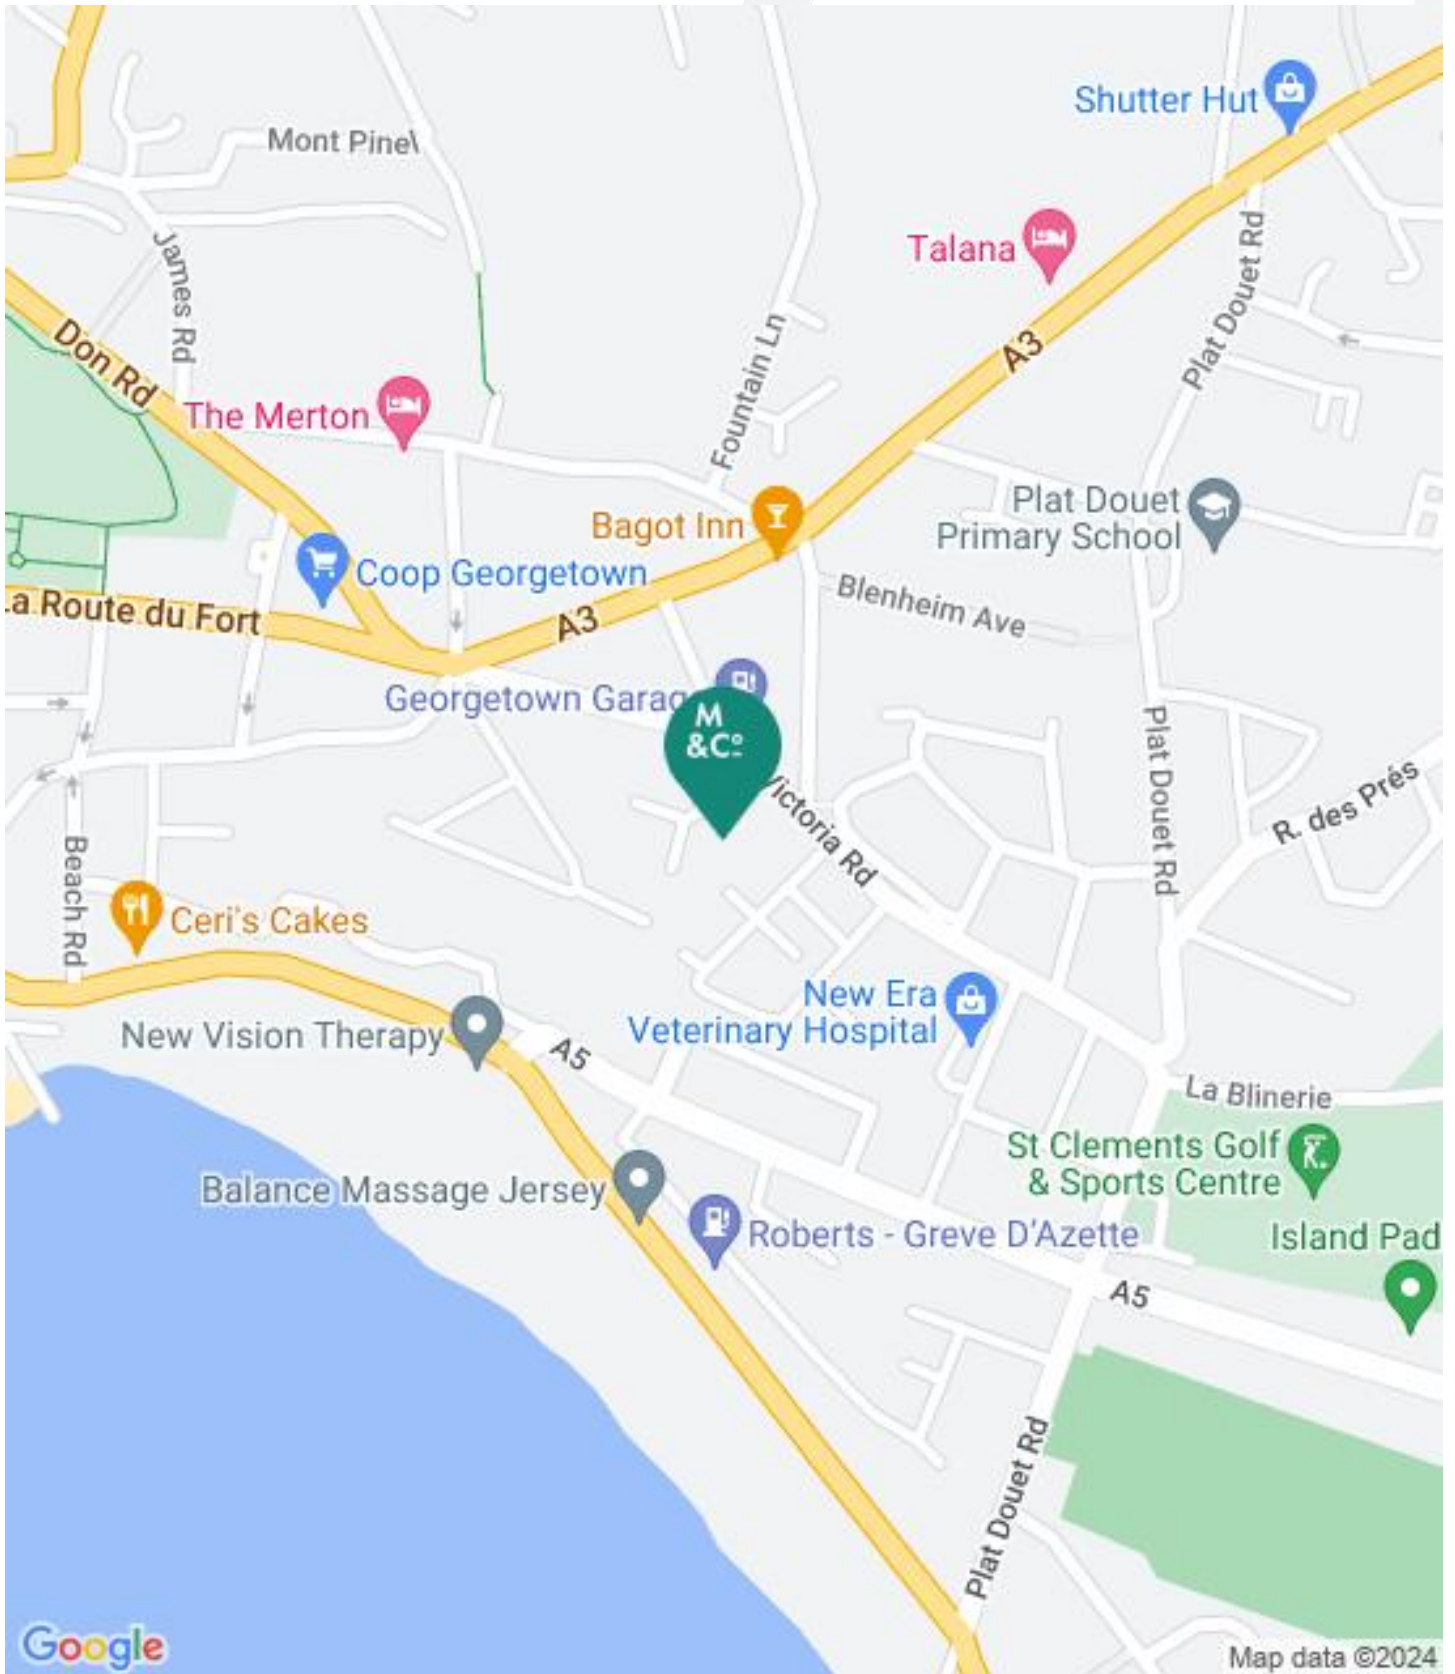 Shutter Hut
Mont Pinel
Talana
James Rd
Plat Douet Rd
Don Rd
A3
The Merton
Fountain Ln
Plat Douet
Primary School
Bagot Inn
Coop Georgetown
Blenheim Ave
La Route du Fort
A3
Georgetown Garag
M
&Cº
Victoria Rd
Plat Douet Rd
R. des Prés
Beach Rd
Ceri's Cakes
New Era
Veterinary Hospital
New Vision Therapy
A5
La Blinerie
St Clements Golf
& Sports Centre
Balance Massage Jersey
Roberts - Greve D'Azette
Island Pad
A5
Plat Douet Rd
Google
Map data ©2024